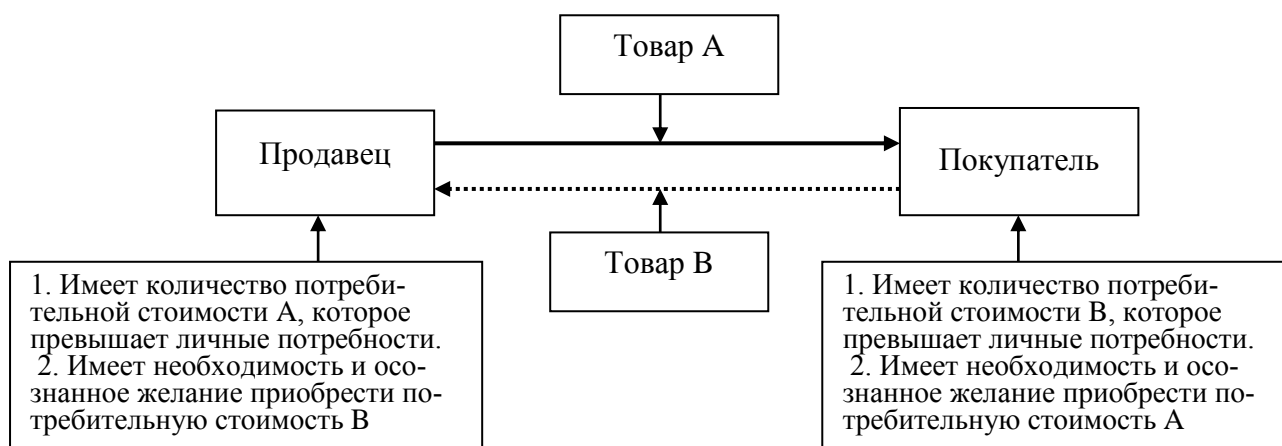 Товар А
Продавец
Покупатель
Товар В
1. Имеет количество потреби-
тельной стоимости А, которое
превышает личные потребности.
2. Имеет необходимость и осо-
знанное желание приобрести по-
требительную стоимость В
1. Имеет количество потреби-
тельной стоимости В, которое
превышает личные потребности.
2. Имеет необходимость и осо-
знанное желание приобрести по-
требительную стоимость А